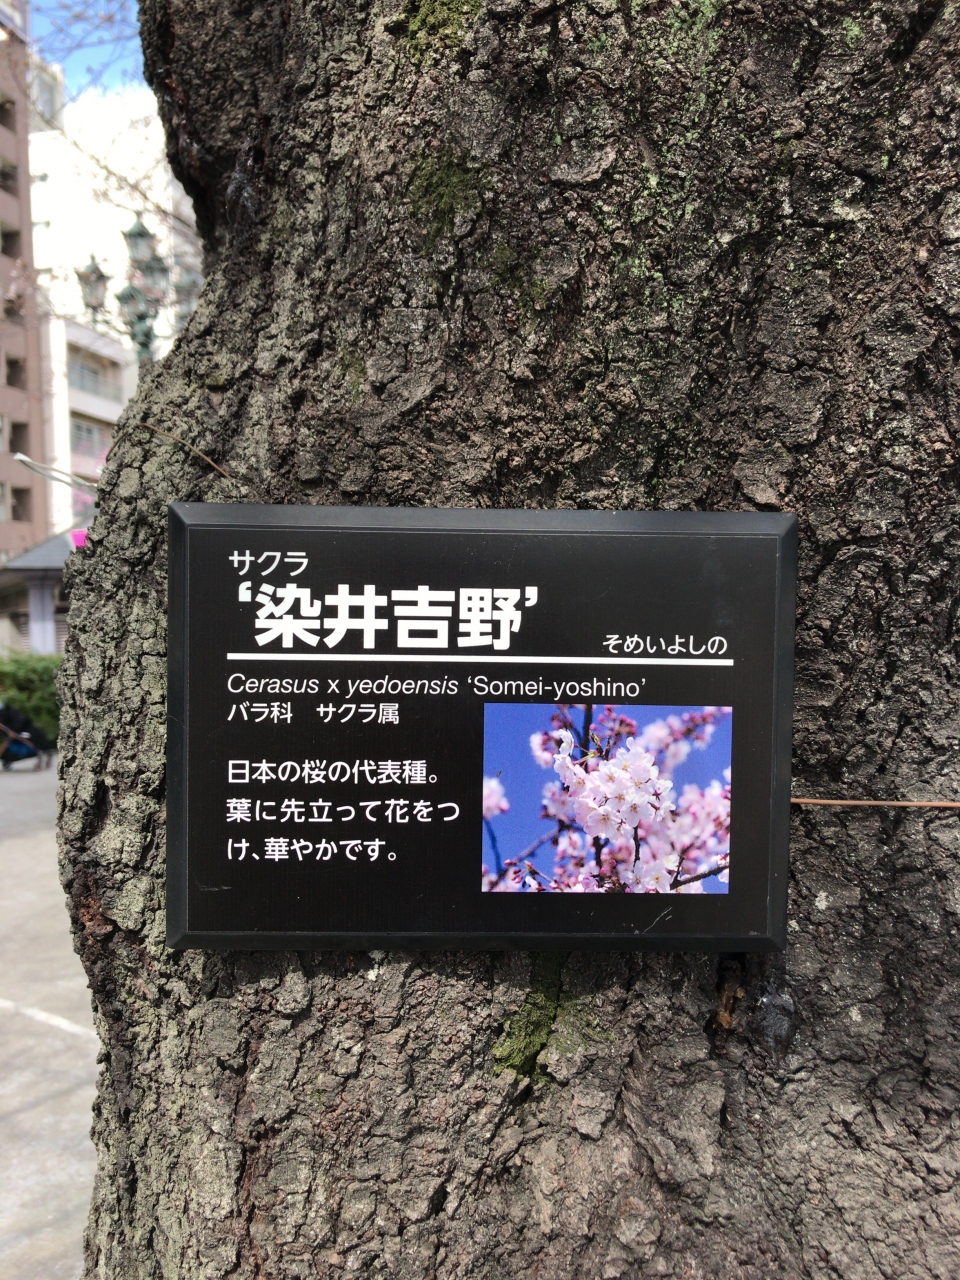 サクラ
‘染井吉野’
そめいよしの
Cerasus x yedoensis ‘Somei-yoshino’
バラ科　サクラ属
日本の桜の代表種。
葉に先立って花をつ
け、華やかです。